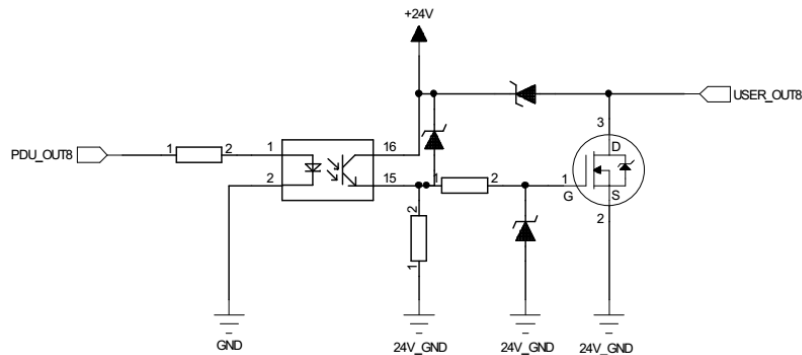 +24V
USER_OUT8
3
D
PDU_OUT8
1
2
1
16
2
15
1
2
1
G
S
2
2
1
GND
24V_GND
24V_GND
24V_GND